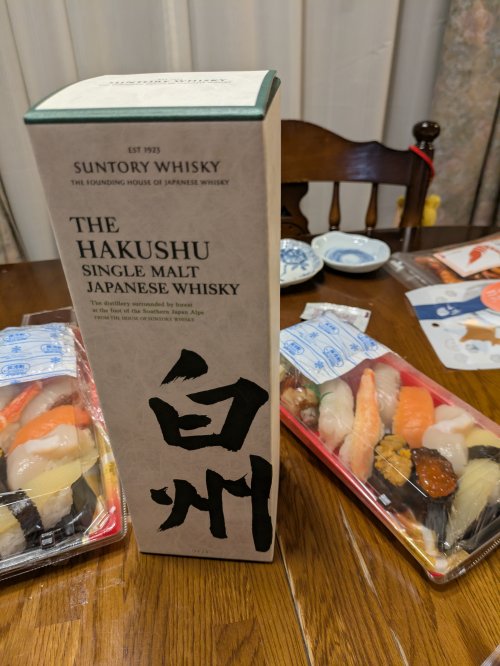 SUNTORY WHISKY
EST 1923
SUNTORY WHISKY
THE FOUNDING HOUSE OF JAPANESE WHISKY
THE
HAKUSHU
SINGLE MALT
JAPANESE WHISKY
The distillery surrounded by forest
at the foot of the Southern Japan Alps
FROM THE HOUSE OF SUNTORY WHISKY
白州